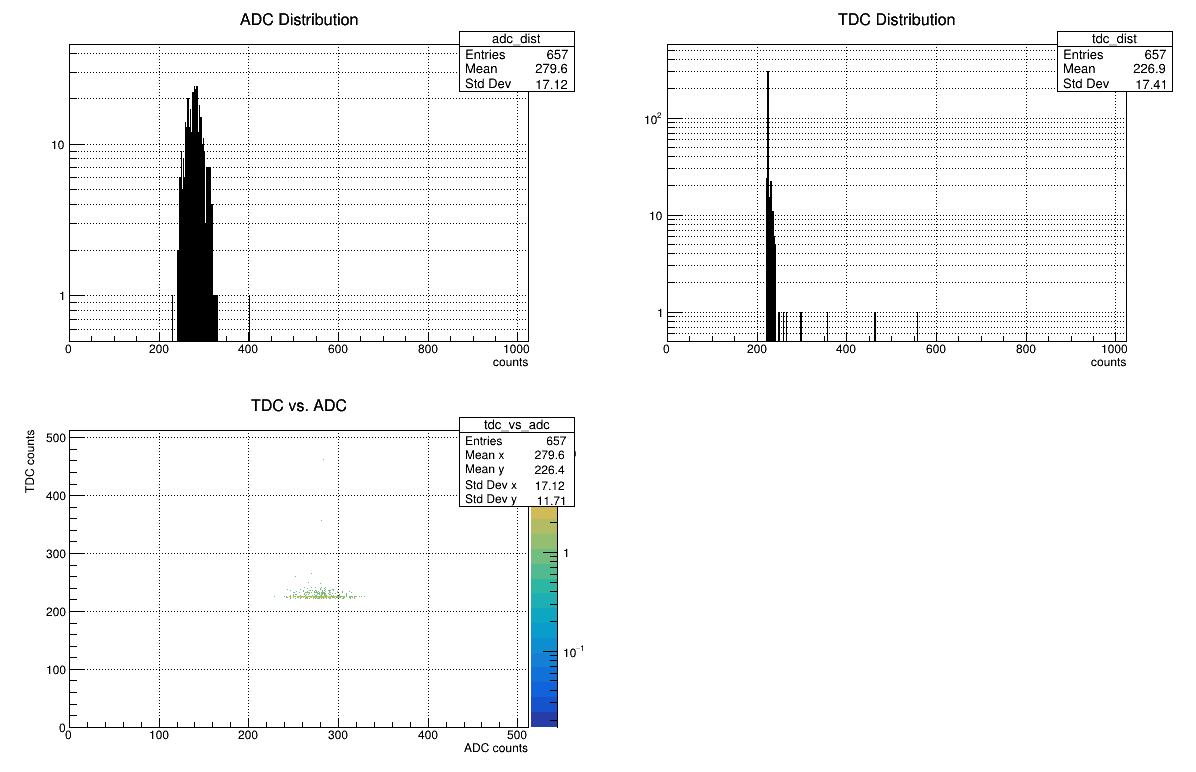 ADC Distribution
adc_dist
Entries 657
Mean 279.6
Std Dev 17.12
10
1
0 200 400 600 800 1000
counts
TDC Distribution
tdc_dist
Entries 657
Mean 226.9
Std Dev 17.41
10²
10
1
0 200 400 600 800 1000
counts
TDC vs. ADC
tdc_vs_adc
Entries 657
Mean x 279.6
Mean y 226.4
Std Dev x 17.12
Std Dev y 11.71
TDC counts
500
400
300
200
100
0
0 100 200 300 400 500
ADC counts
1
10⁻¹